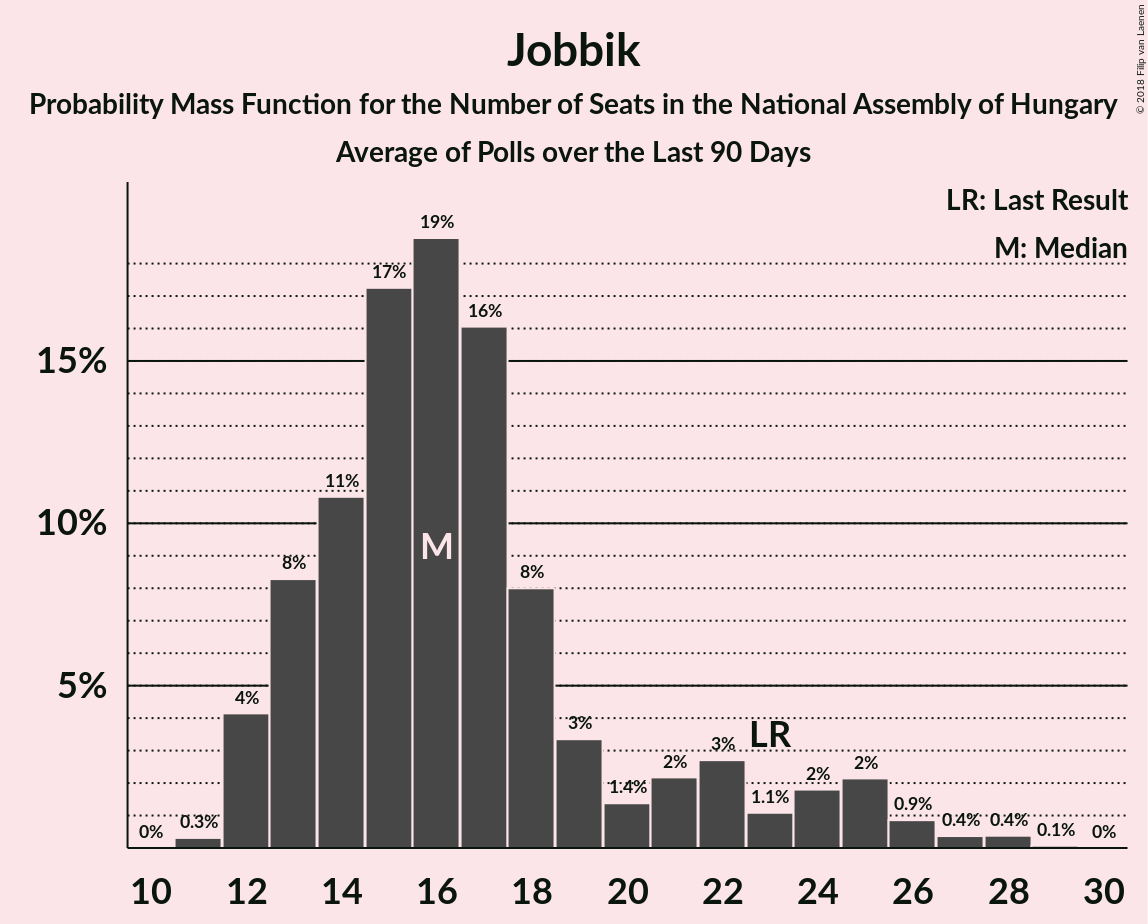 Jobbik
Probability Mass Function for the Number of Seats in the National Assembly of Hungary
Average of Polls over the Last 90 Days
© 2018 Filip van Laenen
LR: Last Result
M: Median
15%
10%
5%
0%
0.3%
4%
8%
11%
17%
19%
16%
8%
3%
1.4%
2%
3%
1.1%
2%
2%
0.9%
0.4%
0.4%
0.1%
0%
M
LR
10 12 14 16 18 20 22 24 26 28 30